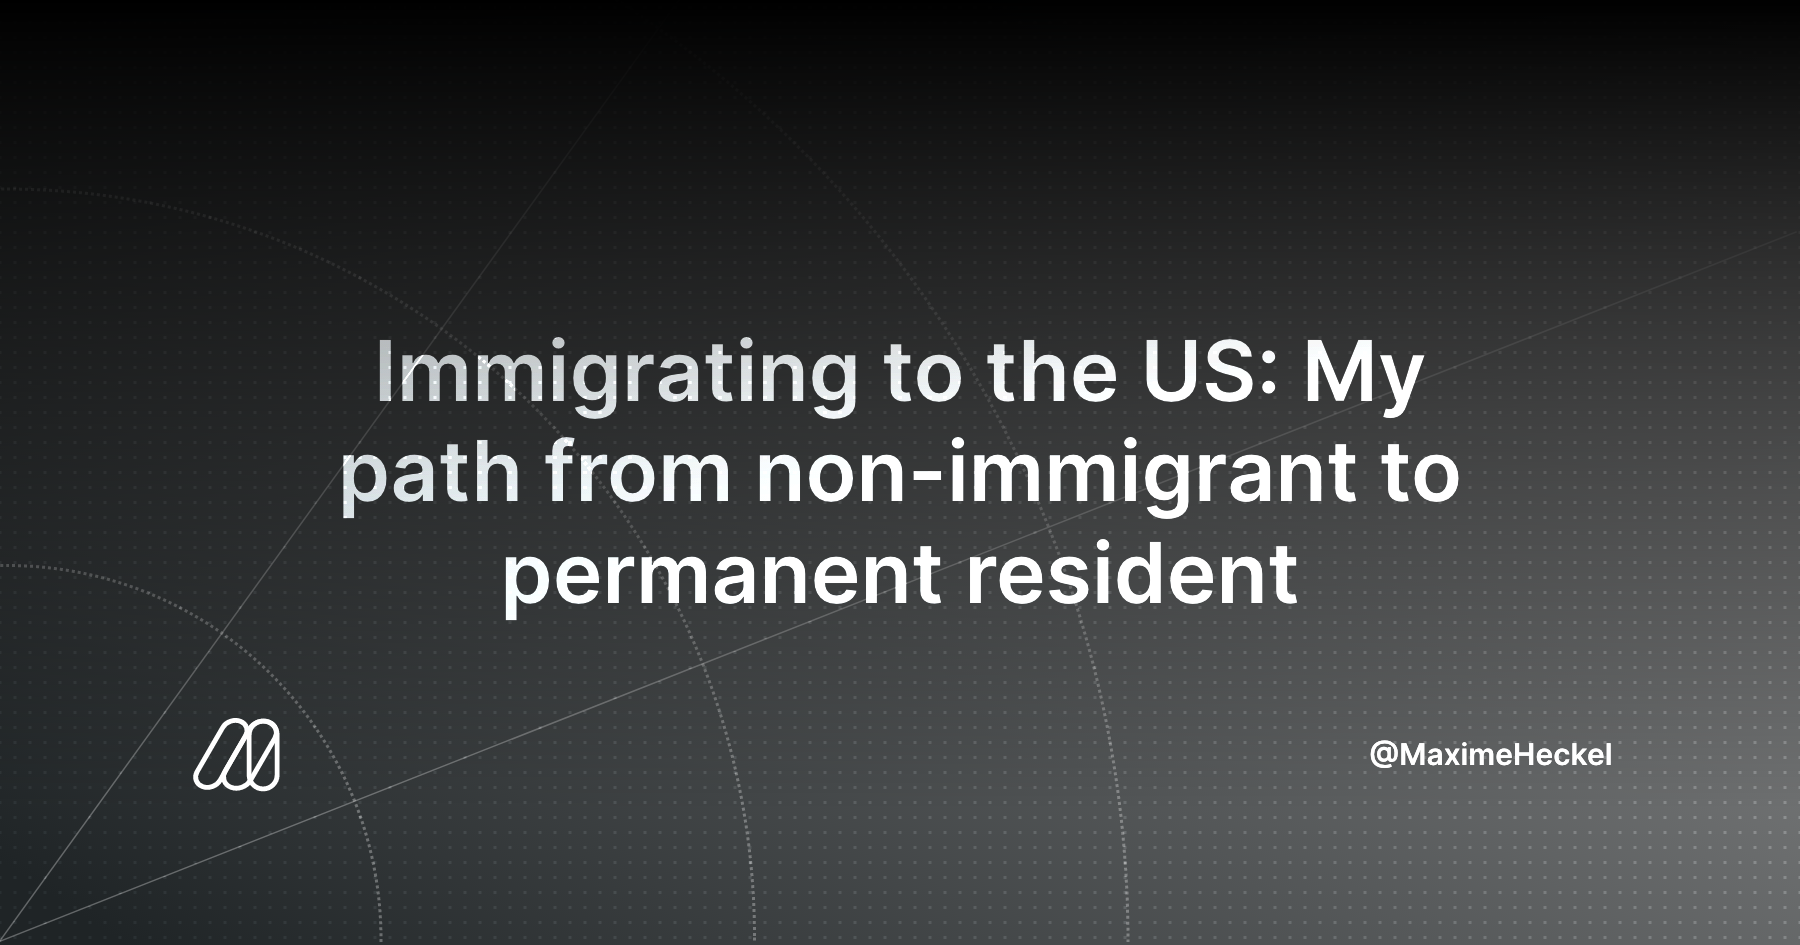 Immigrating to the US: My
path from non-immigrant to
permanent resident
@MaximeHeckel